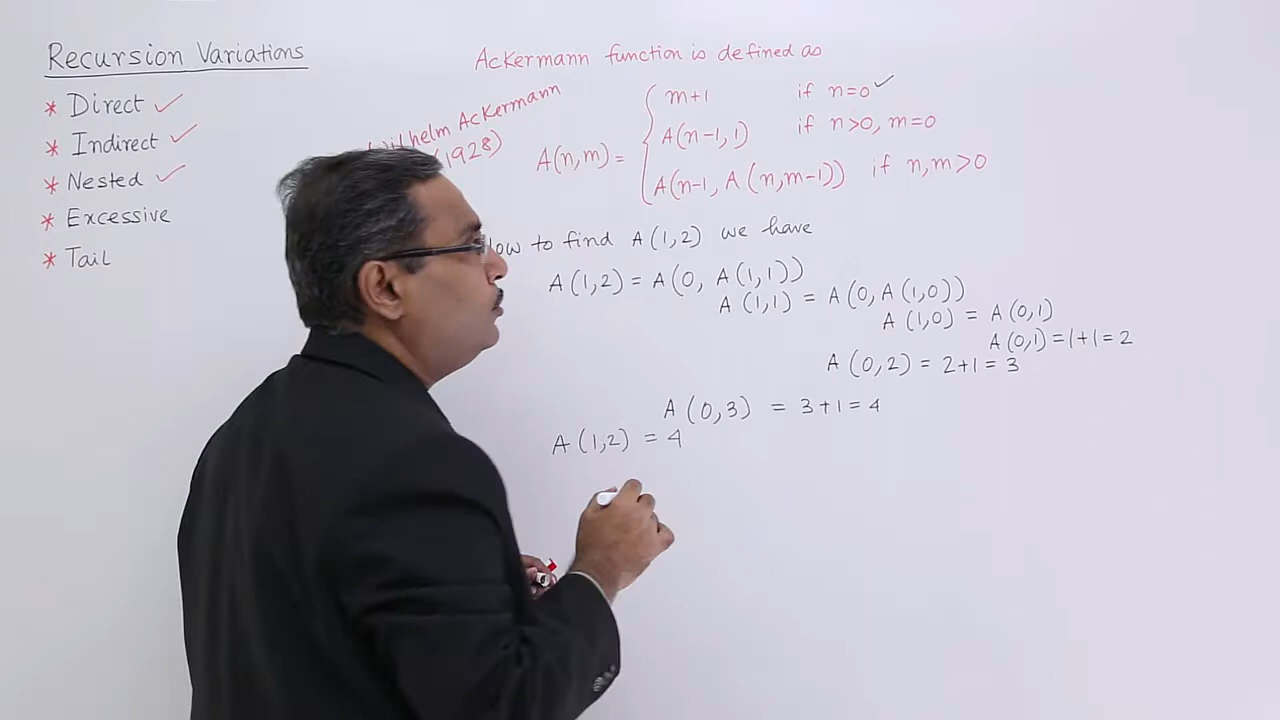 Recursion Variations
* Direct ✓
* Indirect ✓
* Nested ✓
* Excessive
* Tail
Ackermann function is defined as
Ackermann
(1928)
A(n,m) =
m+1 if n=0 ✓
A(n-1, 1) if n>0, m=0
A(n-1, A(n,m-1)) if n,m>0
to find A(1,2) we have
A(1,2) = A(0, A(1,1))
A(1,1) = A(0, A(1,0))
A(1,0) = A(0,1)
A(0,1) = 1+1 = 2
A(0,2) = 2+1 = 3
A(0,3) = 3+1 = 4
A(1,2) = 4